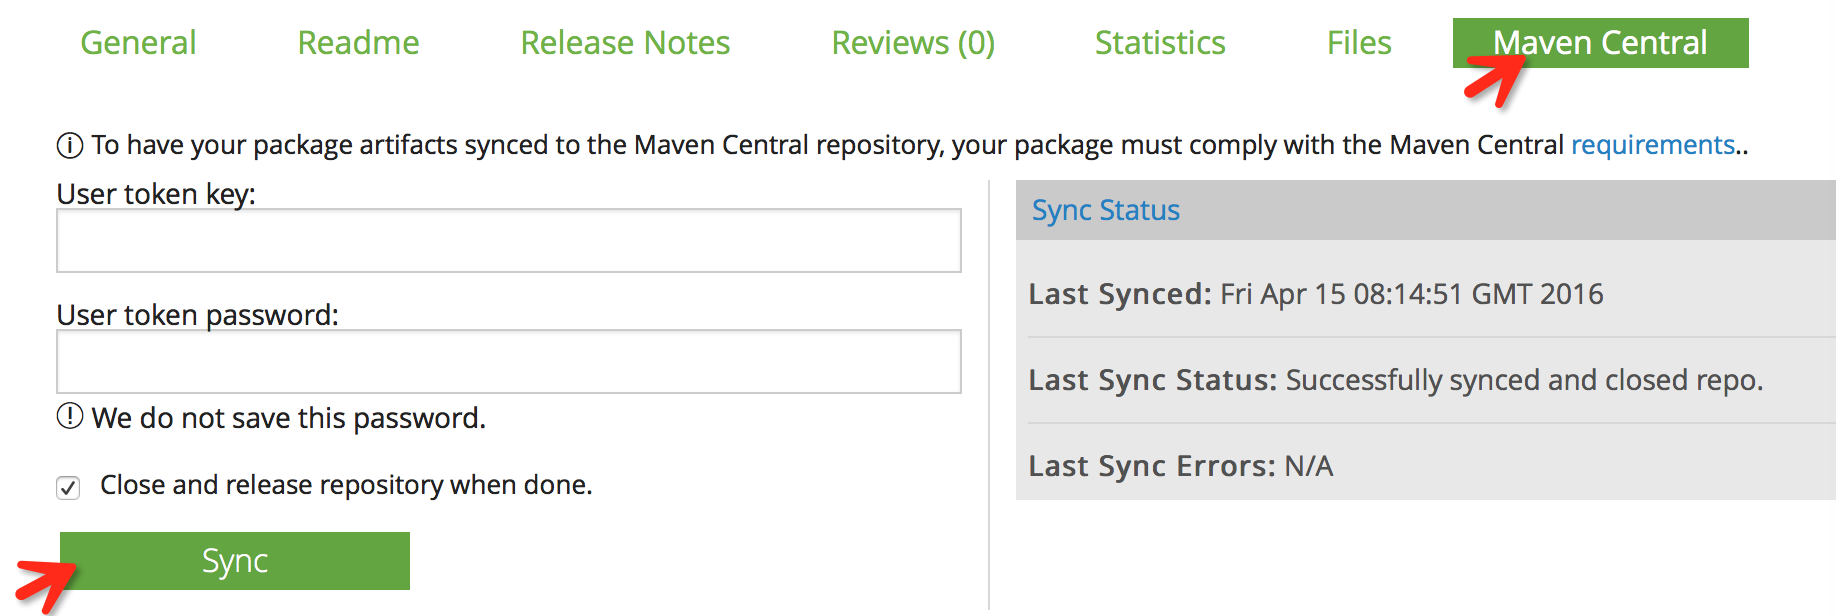 General Readme Release Notes Reviews (0) Statistics Files Maven Central
To have your package artifacts synced to the Maven Central repository, your package must comply with the Maven Central requirements..
User token key:
User token password:
We do not save this password.
Close and release repository when done.
Sync
Sync Status
Last Synced: Fri Apr 15 08:14:51 GMT 2016
Last Sync Status: Successfully synced and closed repo.
Last Sync Errors: N/A